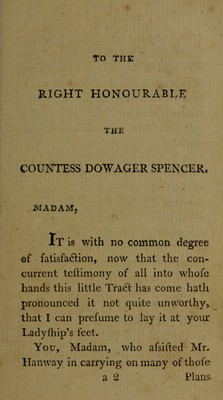 TO THE
RIGHT HONOURABLE
THE
COUNTESS DOWAGER SPENCER.
MADAM,
IT is with no common degree
of ſatisfaction, now that the con-
current teſtimony of all into whoſe
hands this little Tract has come hath
pronounced it not quite unworthy,
that I can preſume to lay it at your
Ladyſhip's feet.
YOU, Madam, who aſsiſted Mr.
Hanway in carrying on many of thoſe
a 2 Plans